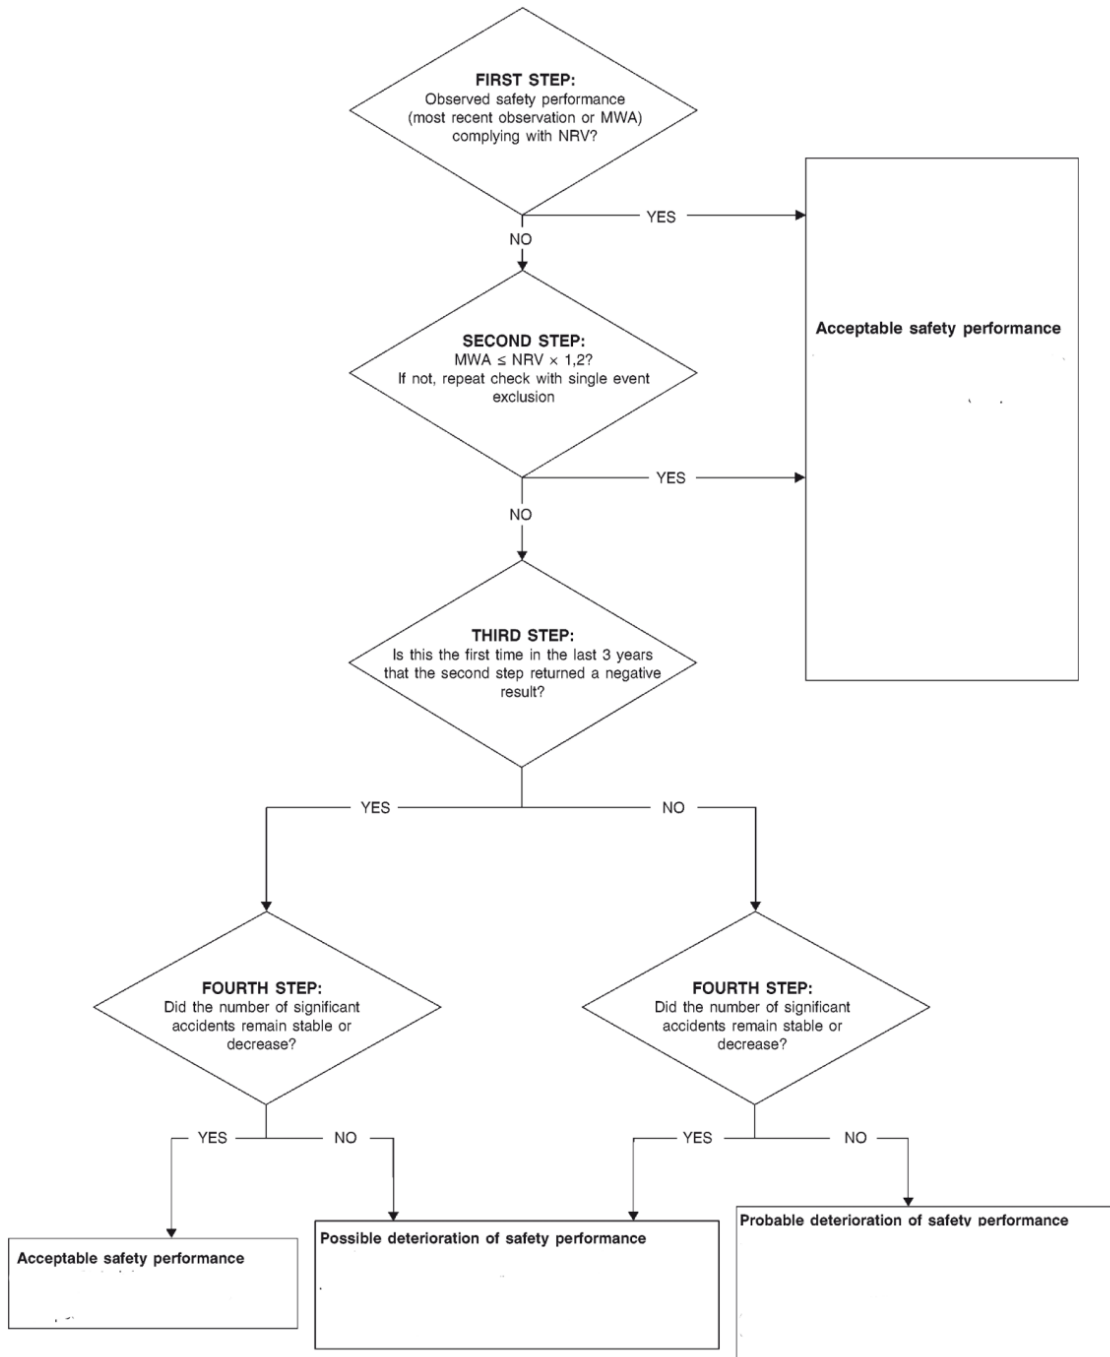 FIRST STEP:
Observed safety performance
(most recent observation or MWA)
complying with NRV?
YES
NO
Acceptable safety performance
SECOND STEP:
MWA ≤ NRV × 1,2?
If not, repeat check with single event
exclusion
YES
NO
THIRD STEP:
Is this the first time in the last 3 years
that the second step returned a negative
result?
YES
NO
FOURTH STEP:
Did the number of significant
accidents remain stable or
decrease?
FOURTH STEP:
Did the number of significant
accidents remain stable or
decrease?
YES
NO
YES
NO
Acceptable safety performance
Possible deterioration of safety performance
Probable deterioration of safety performance